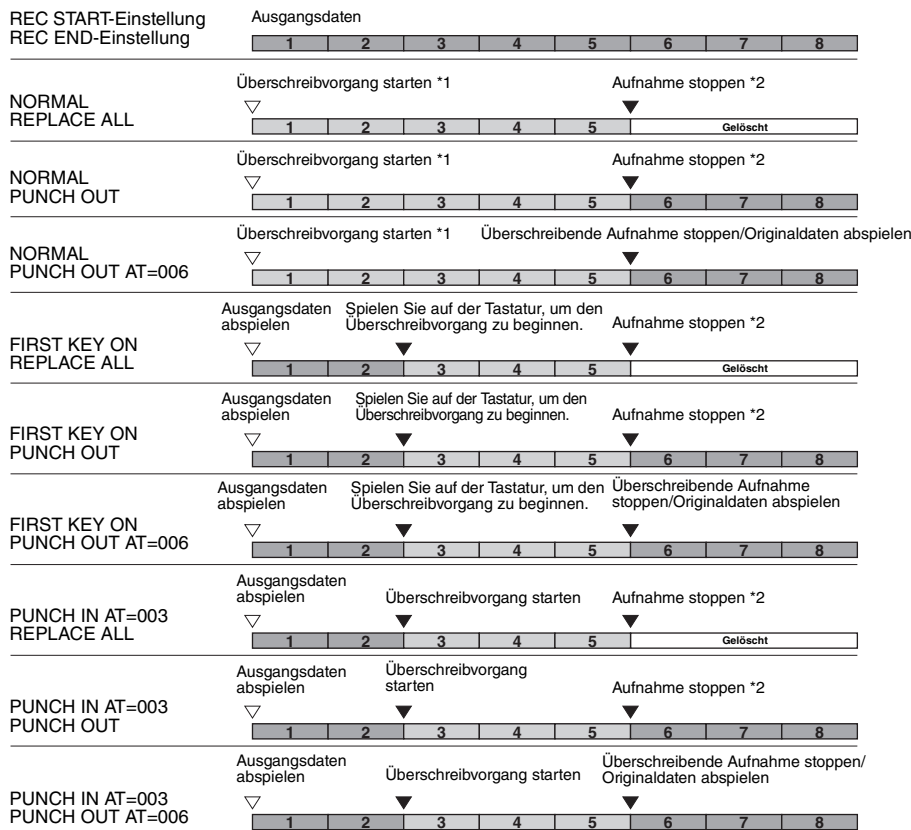 REC START-Einstellung
REC END-Einstellung
Ausgangsdaten
1 2 3 4 5 6 7 8
NORMAL
REPLACE ALL
Überschreibvorgang starten *1
Aufnahme stoppen *2
1 2 3 4 5 Gelöscht
NORMAL
PUNCH OUT
Überschreibvorgang starten *1
Aufnahme stoppen *2
1 2 3 4 5 6 7 8
NORMAL
PUNCH OUT AT=006
Überschreibvorgang starten *1
Überschreibende Aufnahme stoppen/Originaldaten abspielen
1 2 3 4 5 6 7 8
FIRST KEY ON
REPLACE ALL
Ausgangsdaten
abspielen
Spielen Sie auf der Tastatur, um den
Überschreibvorgang zu beginnen.
Aufnahme stoppen *2
1 2 3 4 5 Gelöscht
FIRST KEY ON
PUNCH OUT
Ausgangsdaten
abspielen
Spielen Sie auf der Tastatur, um den
Überschreibvorgang zu beginnen.
Aufnahme stoppen *2
1 2 3 4 5 6 7 8
FIRST KEY ON
PUNCH OUT AT=006
Ausgangsdaten
abspielen
Spielen Sie auf der Tastatur, um den
Überschreibvorgang zu beginnen.
Überschreibende Aufnahme
stoppen/Originaldaten abspielen
1 2 3 4 5 6 7 8
PUNCH IN AT=003
REPLACE ALL
Ausgangsdaten
abspielen
Überschreibvorgang starten
Aufnahme stoppen *2
1 2 3 4 5 Gelöscht
PUNCH IN AT=003
PUNCH OUT
Ausgangsdaten
abspielen
Überschreibvorgang
starten
Aufnahme stoppen *2
1 2 3 4 5 6 7 8
PUNCH IN AT=003
PUNCH OUT AT=006
Ausgangsdaten
abspielen
Überschreibvorgang starten
Überschreibende Aufnahme stoppen/
Originaldaten abspielen
1 2 3 4 5 6 7 8